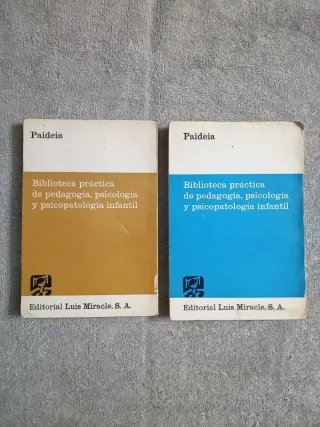 Paideia
Biblioteca práctica
de pedagogía, psicología
y psicopatología infantil
Editorial Luis Miracle, S. A.
Paideia
Biblioteca práctica
de pedagogía, psicología
y psicopatología infantil
Editorial Luis Miracle, S. A.